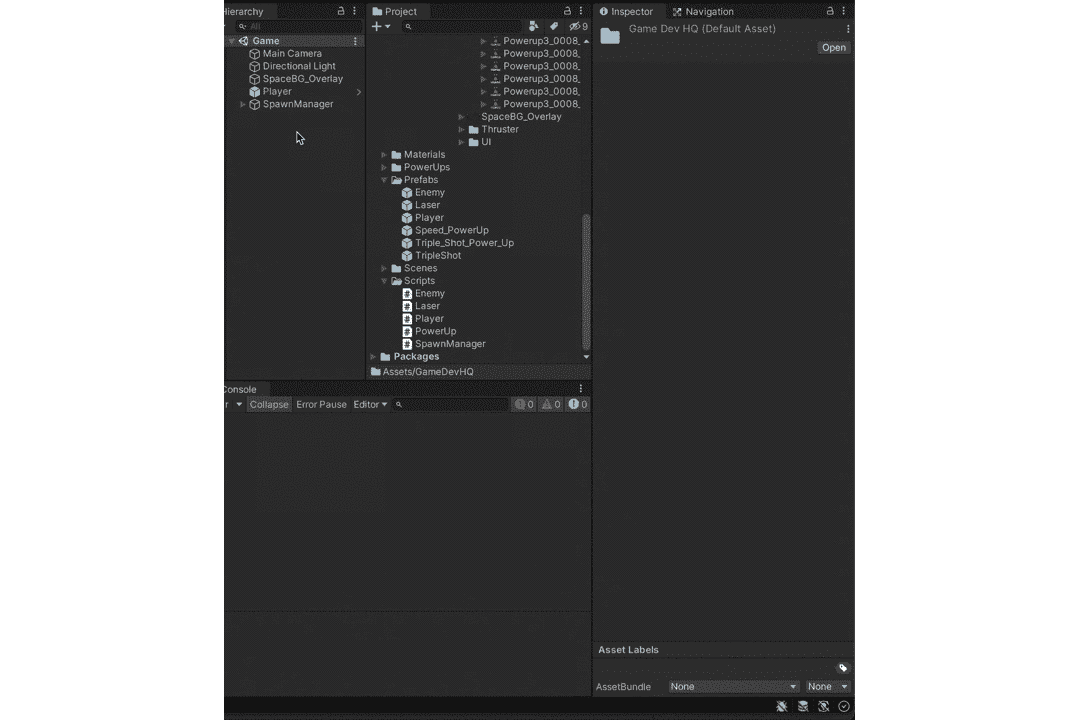 Hierarchy
All
Game
Main Camera
Directional Light
SpaceBG_Overlay
Player
SpawnManager
Project
9
Powerup3_0008_
Powerup3_0008_
Powerup3_0008_
Powerup3_0008_
Powerup3_0008_
Powerup3_0008_
SpaceBG_Overlay
Thruster
UI
Materials
PowerUps
Prefabs
Enemy
Laser
Player
Speed_PowerUp
Triple_Shot_Power_Up
TripleShot
Scenes
Scripts
Enemy
Laser
Player
PowerUp
SpawnManager
Packages
Assets/GameDevHQ
Console
r Collapse Error Pause Editor 0 0 0
Inspector Navigation
Game Dev HQ (Default Asset)
Open
Asset Labels
AssetBundle None None